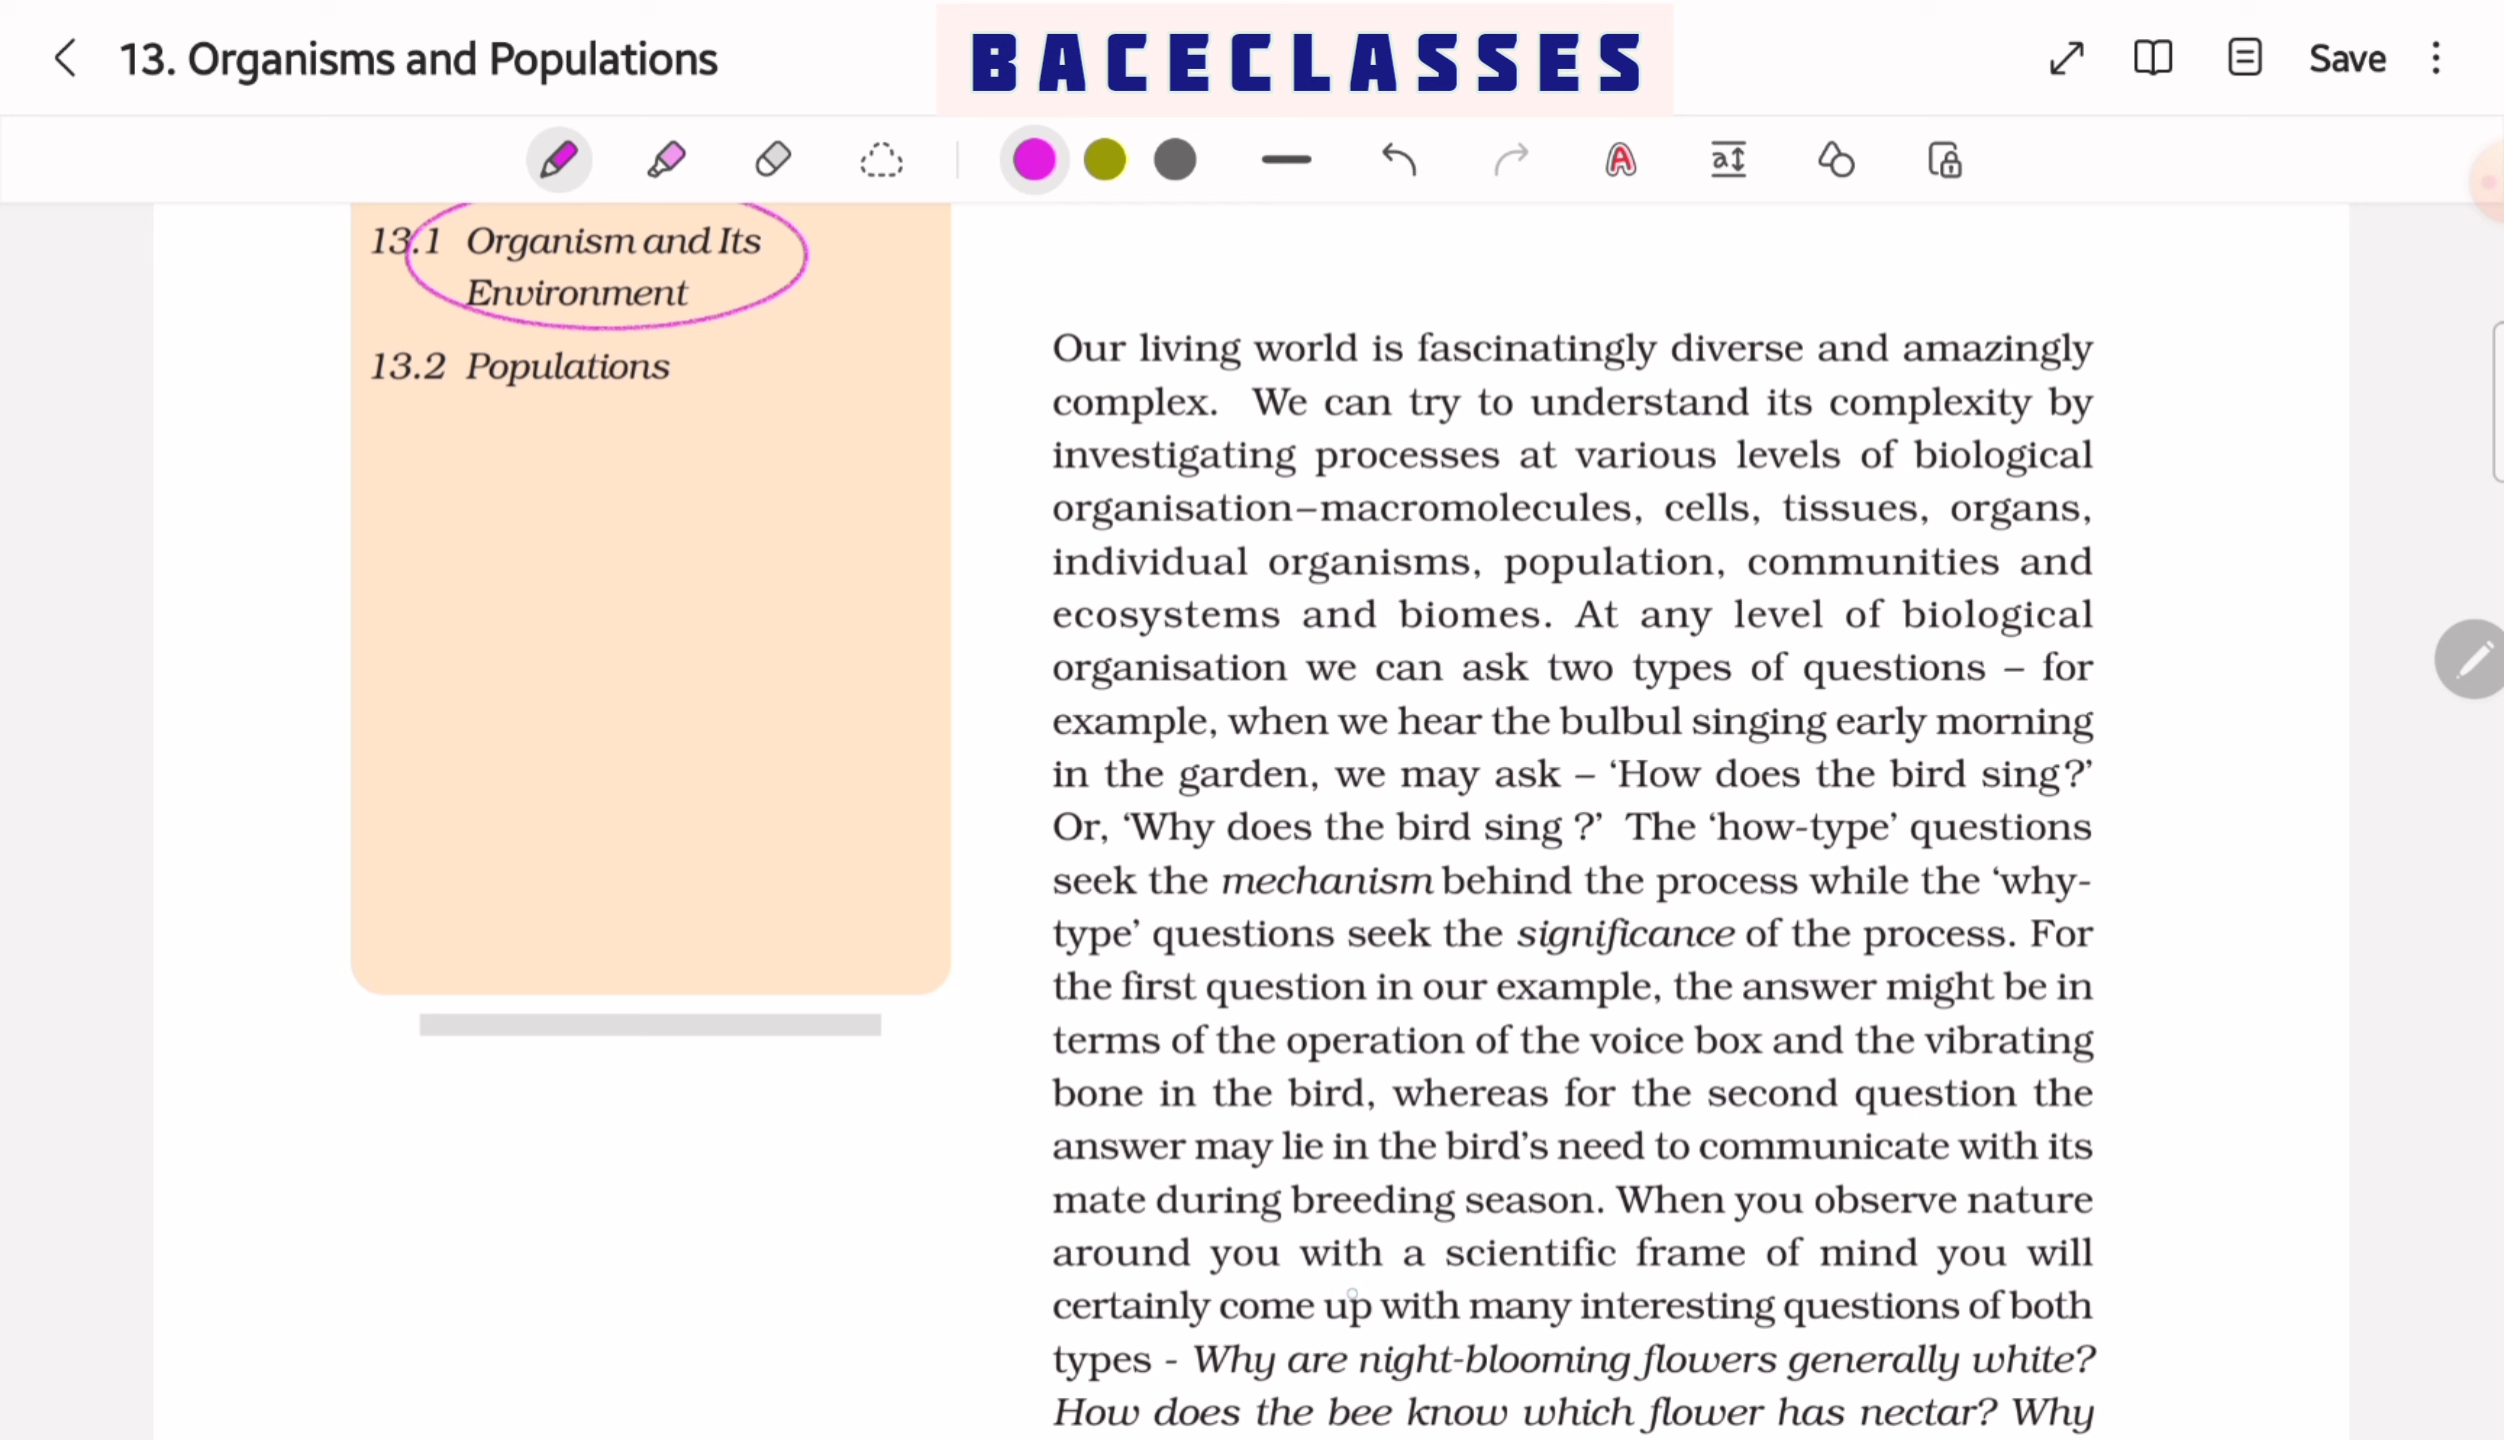 13. Organisms and Populations
BACECLASSES
Save
A
a
13.1 Organism and Its
Environment
13.2 Populations
Our living world is fascinatingly diverse and amazingly
complex. We can try to understand its complexity by
investigating processes at various levels of biological
organisation–macromolecules, cells, tissues, organs,
individual organisms, population, communities and
ecosystems and biomes. At any level of biological
organisation we can ask two types of questions – for
example, when we hear the bulbul singing early morning
in the garden, we may ask – ‘How does the bird sing?’
Or, ‘Why does the bird sing ?’ The ‘how-type’ questions
seek the mechanism behind the process while the ‘why-
type’ questions seek the significance of the process. For
the first question in our example, the answer might be in
terms of the operation of the voice box and the vibrating
bone in the bird, whereas for the second question the
answer may lie in the bird’s need to communicate with its
mate during breeding season. When you observe nature
around you with a scientific frame of mind you will
certainly come up with many interesting questions of both
types - Why are night-blooming flowers generally white?
How does the bee know which flower has nectar? Why